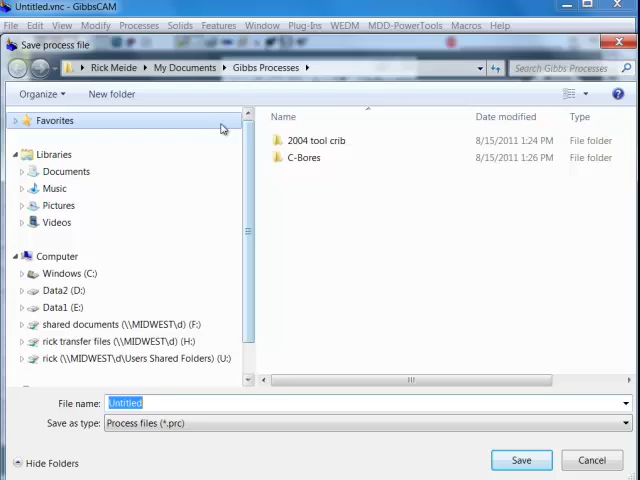 Untitled.vnc - GibbsCAM
File Edit View Modify Processes Solids Features Window Plug-Ins WEDM MDD-PowerTools Macros Help
Save process file
Rick Meide My Documents Gibbs Processes Search Gibbs Processes
Organize New folder
Favorites
Libraries
Documents
Music
Pictures
Videos
Computer
Windows (C:)
Data2 (D:)
Data1 (E:)
shared documents (\\MIDWEST\d) (F:)
rick transfer files (\\MIDWEST\d) (H:)
rick (\\MIDWEST\d\Users Shared Folders) (U:)
Name Date modified Type
2004 tool crib 8/15/2011 1:24 PM File folder
C-Bores 8/15/2011 1:26 PM File folder
File name: Untitled
Save as type: Process files (*.prc)
Hide Folders Save Cancel